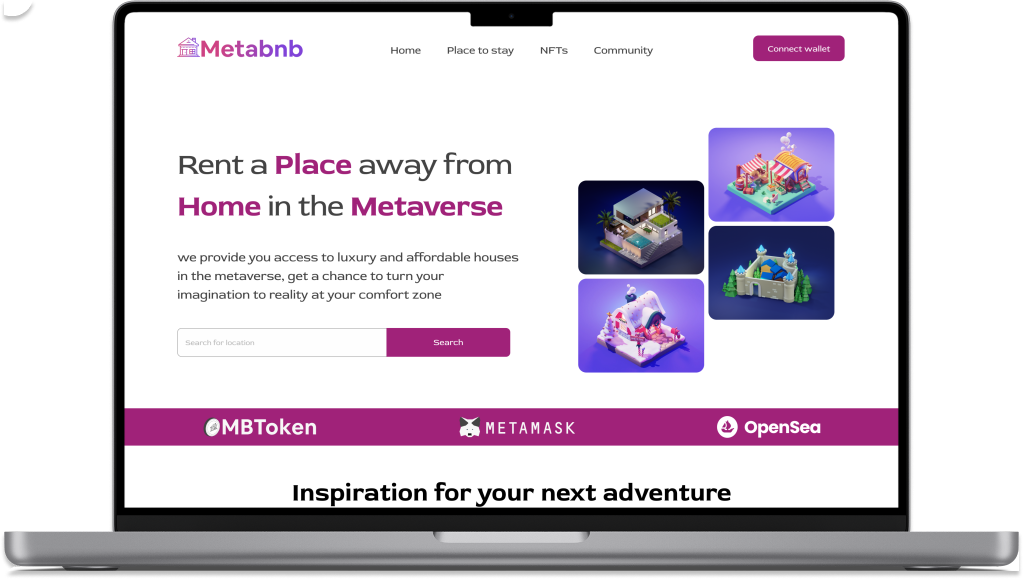 Metabnb
Home Place to stay NFTs Community
Connect wallet
Rent a Place away from
Home in the Metaverse
we provide you access to luxury and affordable houses
in the metaverse, get a chance to turn your
imagination to reality at your comfort zone
Search for location
Search
MBToken METAMASK OpenSea
Inspiration for your next adventure